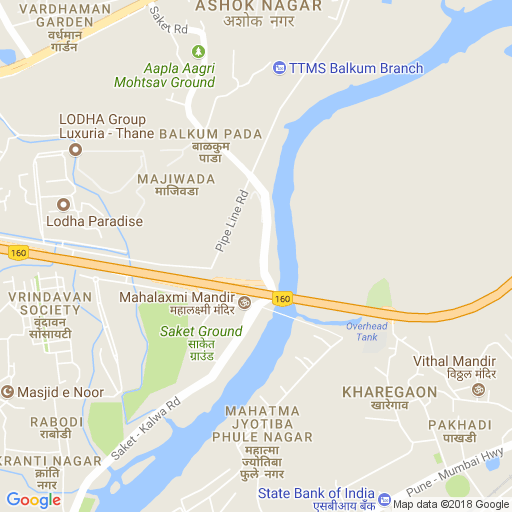 ASHOK NAGAR
अशोक नगर
VARDHAMAN
GARDEN
वर्धमान
गार्डन
Saket Rd
Aapla Aagri
Mohtsav Ground
TTMS Balkum Branch
LODHA Group
Luxuria - Thane
BALKUM PADA
बाळकुम
पाडा
MAJIWADA
माजिवडा
Pipe Line Rd
Lodha Paradise
160
160
160
VRINDAVAN
SOCIETY
वृंदावन
सोसायटी
Mahalaxmi Mandir
महालक्ष्मी मंदिर
Saket Ground
साकेत
ग्राउंड
Overhead
Tank
Vithal Mandir
विठ्ठल मंदिर
Masjid e Noor
KHAREGAON
खारेगाव
RABODI
राबोडी
Saket - Kalwa Rd
MAHATMA
JYOTIBA
PHULE NAGAR
महात्मा
ज्योतिबा
फुले नगर
PAKHADI
पाखडी
KRANTI NAGAR
क्रांति
नगर
Pune - Mumbai Hwy
State Bank of India
एसबीआय बँक
Google
Map data ©2018 Google